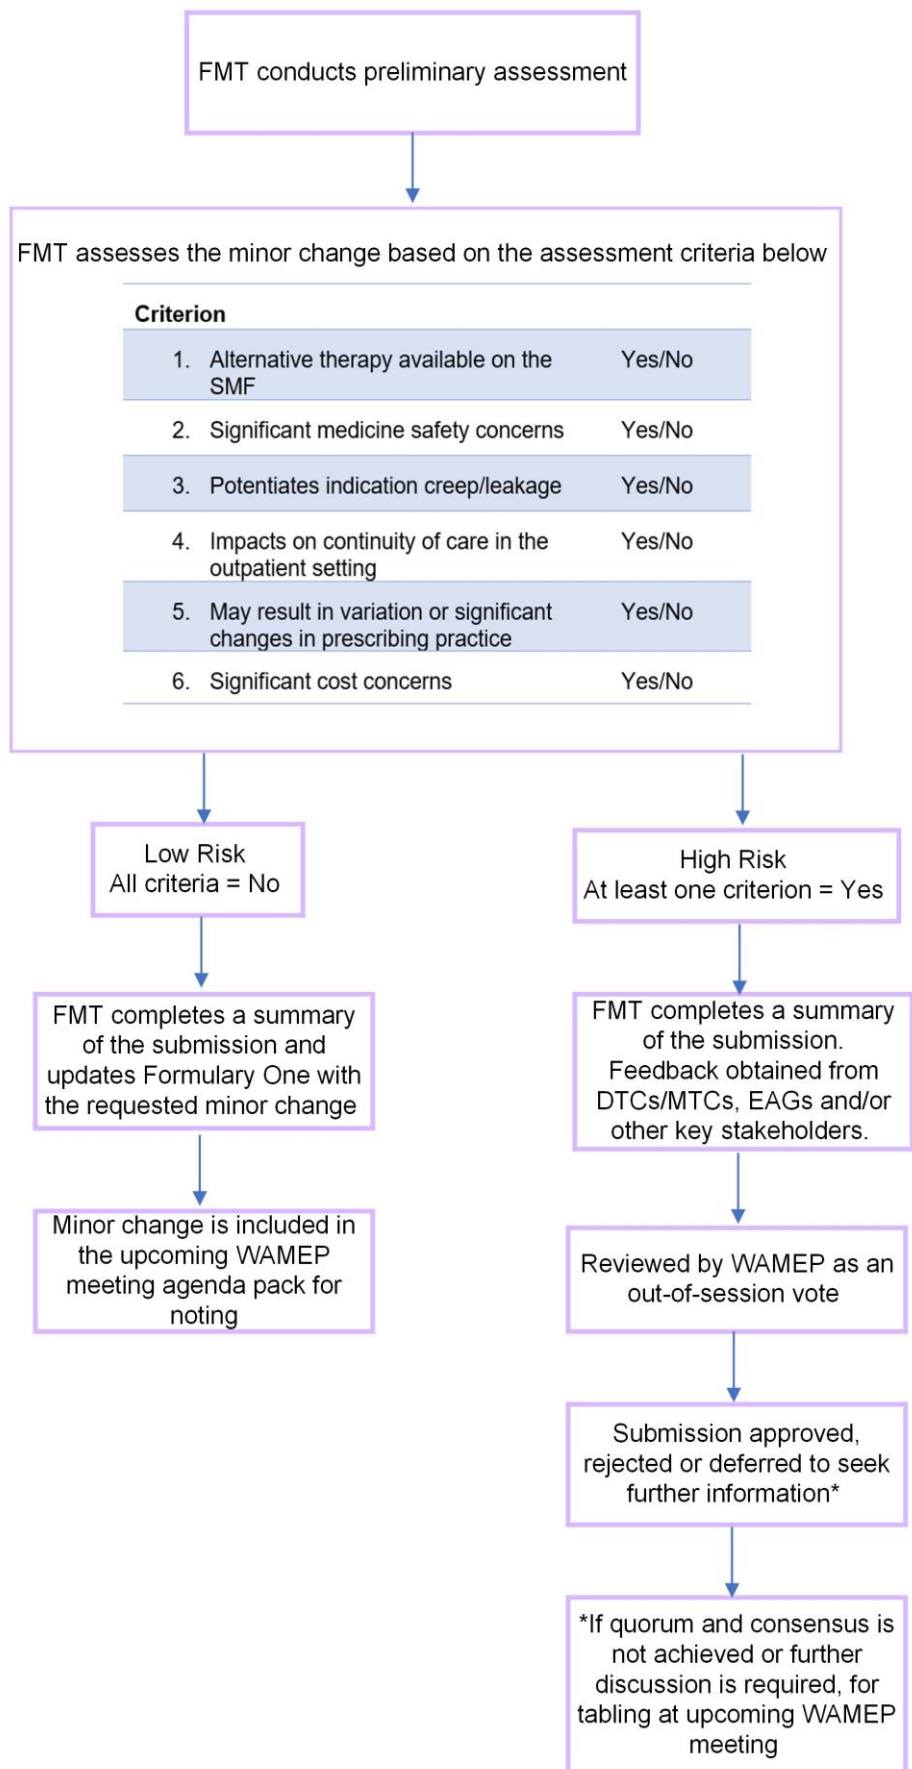 FMT conducts preliminary assessment
FMT assesses the minor change based on the assessment criteria below
Criterion
1. Alternative therapy available on the Yes/No
SMF
2. Significant medicine safety concerns Yes/No
3. Potentiates indication creep/leakage Yes/No
4. Impacts on continuity of care in the Yes/No
outpatient setting
5. May result in variation or significant Yes/No
changes in prescribing practice
6. Significant cost concerns Yes/No
Low Risk
All criteria = No
FMT completes a summary
of the submission and
updates Formulary One with
the requested minor change
Minor change is included in
the upcoming WAMEP
meeting agenda pack for
noting
High Risk
At least one criterion = Yes
FMT completes a summary
of the submission.
Feedback obtained from
DTCs/MTCs, EAGs and/or
other key stakeholders.
Reviewed by WAMEP as an
out-of-session vote
Submission approved,
rejected or deferred to seek
further information*
*If quorum and consensus is
not achieved or further
discussion is required, for
tabling at upcoming WAMEP
meeting